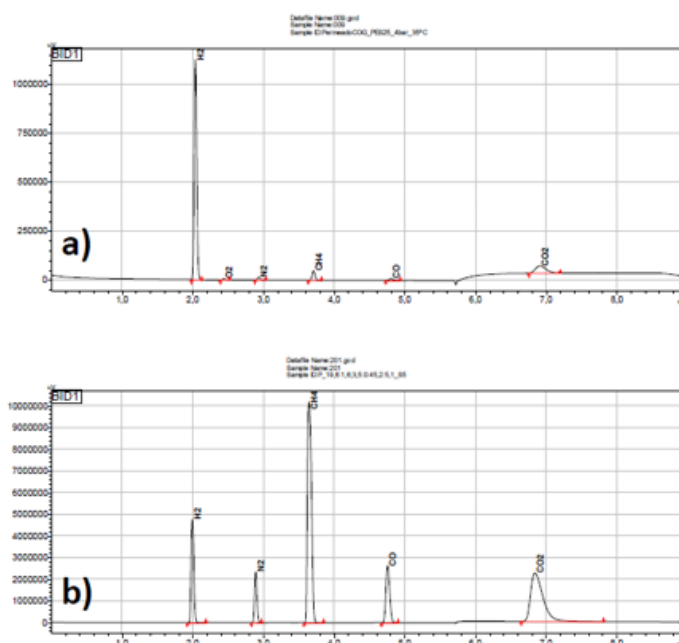 Datafile Name:009.gcd
Sample Name:009
BID1
H2
1000000
750000
500000
250000
0
a)
O2
N2
CH4
CO
CO2
1,0
2,0
3,0
4,0
5,0
6,0
7,0
8,0
Datafile Name:201.gcd
Sample Name:201
BID1
CH4
10000000
9000000
8000000
7000000
6000000
5000000
4000000
3000000
2000000
1000000
0
b)
H2
N2
CO
CO2
1,0
2,0
3,0
4,0
5,0
6,0
7,0
8,0